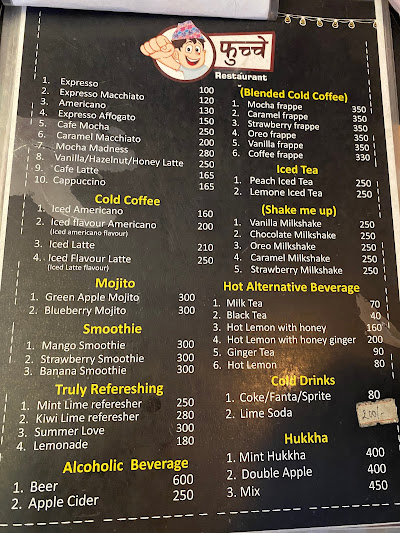 फुच्चे
Restaurant
1. Expresso 100
2. Expresso Macchiato 120
3. Americano 130
4. Expresso Affogato 150
5. Cafe Mocha 250
6. Caramel Macchiato 200
7. Mocha Madness 280
8. Vanilla/Hazelnut/Honey Latte 250
9. Cafe Latte 165
10. Cappuccino 165
Cold Coffee
1. Iced Americano 160
2. Iced flavour Americano 200
(Iced americano flavour)
3. Iced Latte 210
4. Iced Flavour Latte 250
(Iced Latte flavour)
Mojito
1. Green Apple Mojito 300
2. Blueberry Mojito 300
Smoothie
1. Mango Smoothie 300
2. Strawberry Smoothie 300
3. Banana Smoothie 300
Truly Refereshing
1. Mint Lime referesher 250
2. Kiwi Lime referesher 280
3. Summer Love 300
4. Lemonade 180
Alcoholic Beverage
1. Beer 600
2. Apple Cider 250
(Blended Cold Coffee)
1. Mocha frappe 350
2. Caramel frappe 350
3. Strawberry frappe 350
4. Oreo frappe 350
5. Vanilla frappe 350
6. Coffee frappe 330
Iced Tea
1. Peach Iced Tea 250
2. Lemone Iced Tea 250
(Shake me up)
1. Vanilla Milkshake 250
2. Chocolate Milkshake 250
3. Oreo Milkshake 250
4. Caramel Milkshake 250
5. Strawberry Milkshake 250
Hot Alternative Beverage
1. Milk Tea 70
2. Black Tea 40
3. Hot Lemon with honey 160
4. Hot Lemon with honey ginger 200
5. Ginger Tea 90
6. Hot Lemon 80
Cold Drinks
1. Coke/Fanta/Sprite 80
2. Lime Soda
Hukkha
1. Mint Hukkha 400
2. Double Apple 400
3. Mix 450